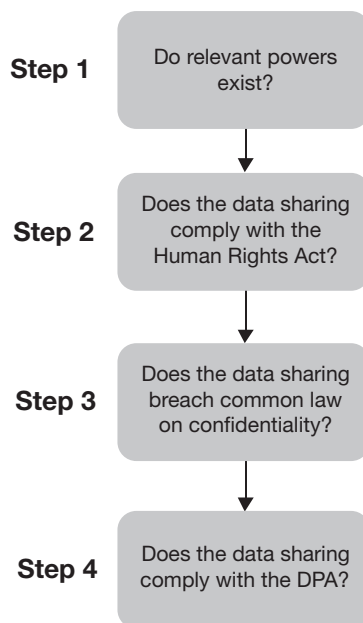 Step 1
Do relevant powers
exist?
Step 2
Does the data sharing
comply with the
Human Rights Act?
Step 3
Does the data sharing
breach common law
on confidentiality?
Step 4
Does the data sharing
comply with the DPA?